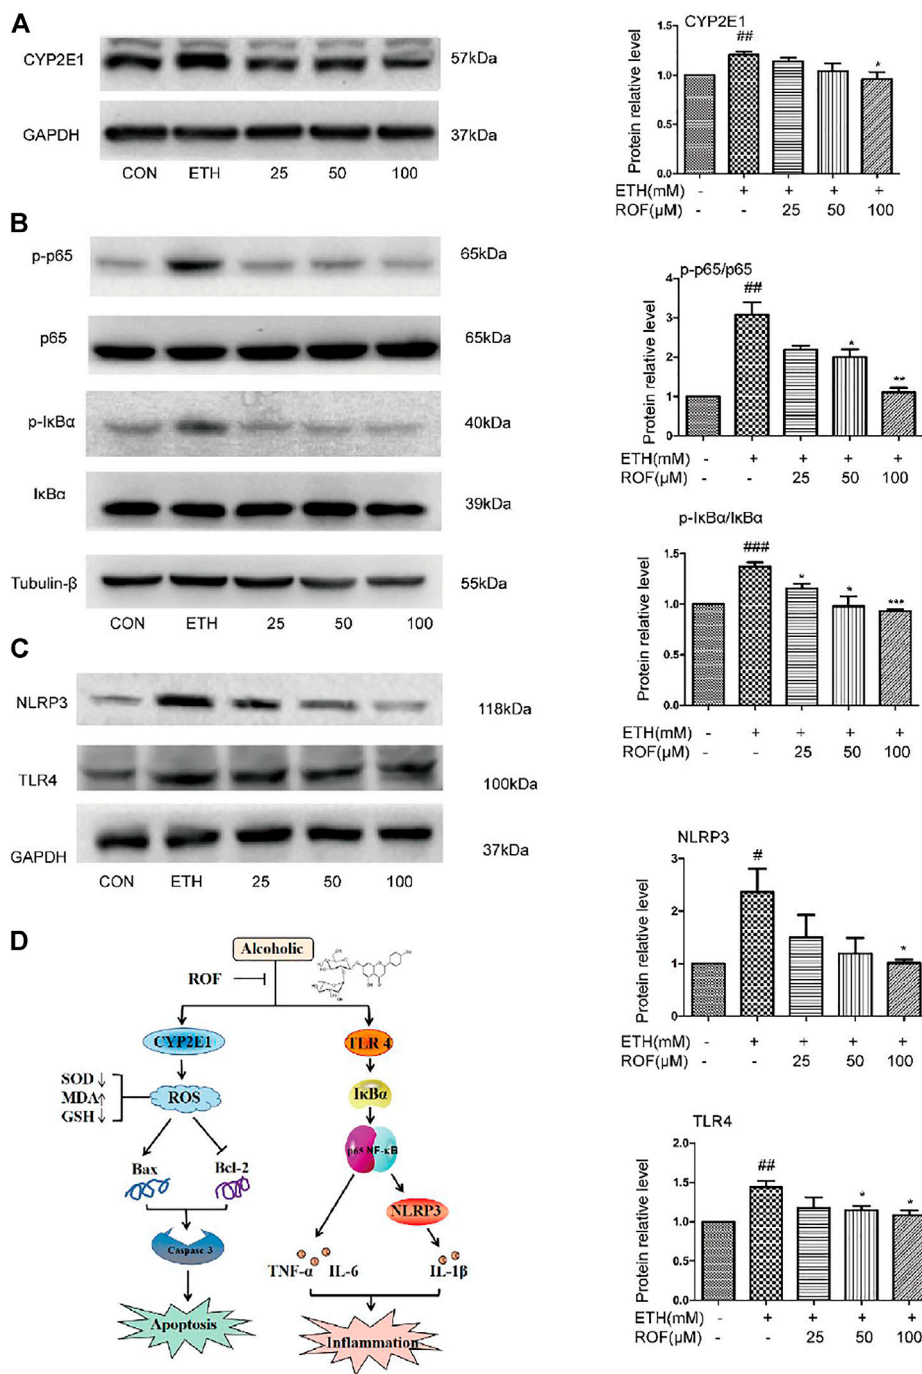 A
CYP2E1
57kDa
GAPDH
37kDa
CON ETH 25 50 100
CYP2E1
Protein relative level
1.5
1.0
0.5
0.0
##
*
ETH(mM) - + + + +
ROF(μM) - - 25 50 100
B
p-p65
65kDa
p65
65kDa
p-IκBα
40kDa
IκBα
39kDa
Tubulin-β
55kDa
CON ETH 25 50 100
p-p65/p65
Protein relative level
4
3
2
1
0
##
*
**
ETH(mM) - + + + +
ROF(μM) - - 25 50 100
p-IκBα/IκBα
Protein relative level
1.5
1.0
0.5
0.0
###
*
*
***
ETH(mM) - + + + +
ROF(μM) - - 25 50 100
C
NLRP3
118kDa
TLR4
100kDa
GAPDH
37kDa
CON ETH 25 50 100
NLRP3
Protein relative level
3
2
1
0
#
*
ETH(mM) - + + + +
ROF(μM) - - 25 50 100
TLR4
Protein relative level
2.0
1.5
1.0
0.5
0.0
##
*
*
ETH(mM) - + + + +
ROF(μM) - - 25 50 100
D
Alcoholic
ROF
CYP2E1
TLR 4
SOD ↓
MDA ↑
GSH ↓
ROS
IκBα
p65 NF-κB
Bax
Bcl-2
NLRP3
Caspase 3
TNF-α IL-6 IL-1β
Apoptosis
Inflammation